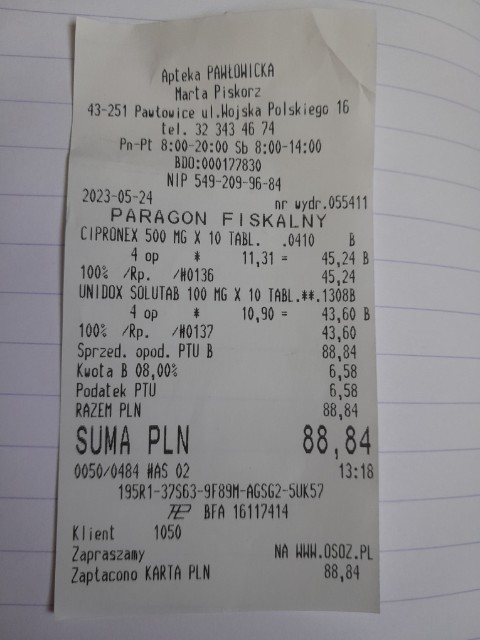 Apteka PAWŁOWICKA
Marta Piskorz
43-251 Pawłowice ul.Wojska Polskiego 16
tel. 32 343 46 74
Pn-Pt 8:00-20:00 Sb 8:00-14:00
BDO:000177830
NIP 549-209-96-84
2023-05-24 nr wydr.055411
PARAGON FISKALNY
CIPRONEX 500 MG X 10 TABL. .0410 B
4 op * 11,31 = 45,24 B
100% /Rp. /#0136 45,24
UNIDOX SOLUTAB 100 MG X 10 TABL.**.1308B
4 op * 10,90 = 43,60 B
100% /Rp. /#0137 43,60
Sprzed. opod. PTU B 88,84
Kwota B 08,00% 6,58
Podatek PTU 6,58
RAZEM PLN 88,84
SUMA PLN 88,84
0050/0484 #AS 02 13:18
195R1-37S63-9F89M-AGSG2-5UK57
BFA 16117414
Klient 1050
Zapraszamy NA WWW.OSOZ.PL
Zapłacono KARTA PLN 88,84